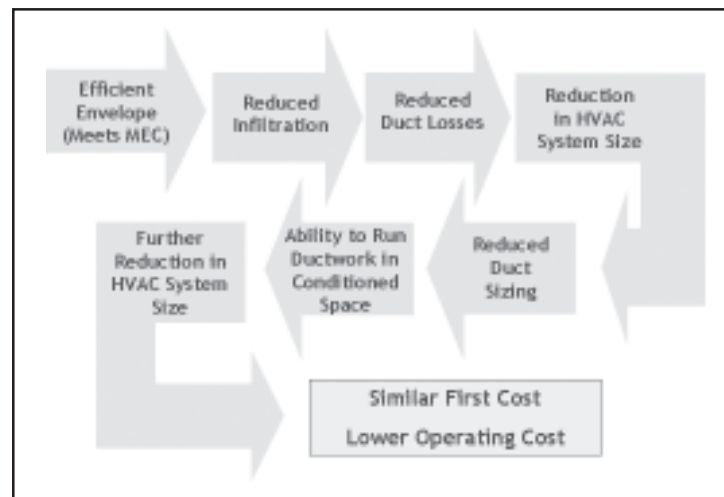 Efficient
Envelope
(Meets MEC)
Reduced
Infiltration
Reduced
Duct Losses
Reduction
in HVAC
System Size
Reduced
Duct
Sizing
Ability to Run
Ductwork in
Conditioned
Space
Further
Reduction in
HVAC System
Size
Similar First Cost
Lower Operating Cost